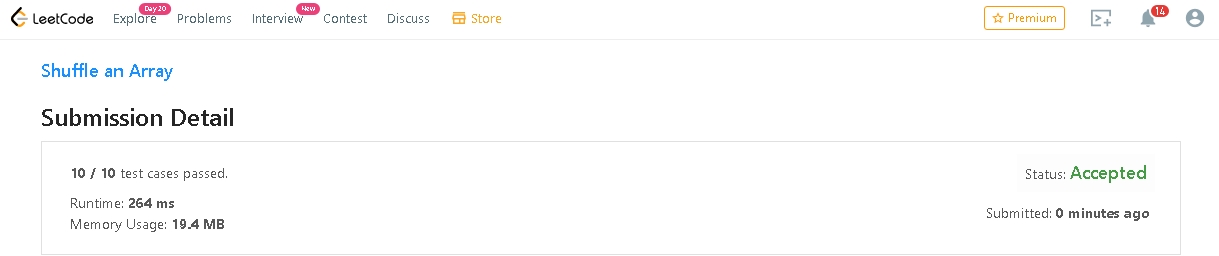 LeetCode Explore Day 20 Problems Interview New Contest Discuss Store Premium 14
Shuffle an Array
Submission Detail
10 / 10 test cases passed.
Status: Accepted
Runtime: 264 ms
Memory Usage: 19.4 MB
Submitted: 0 minutes ago